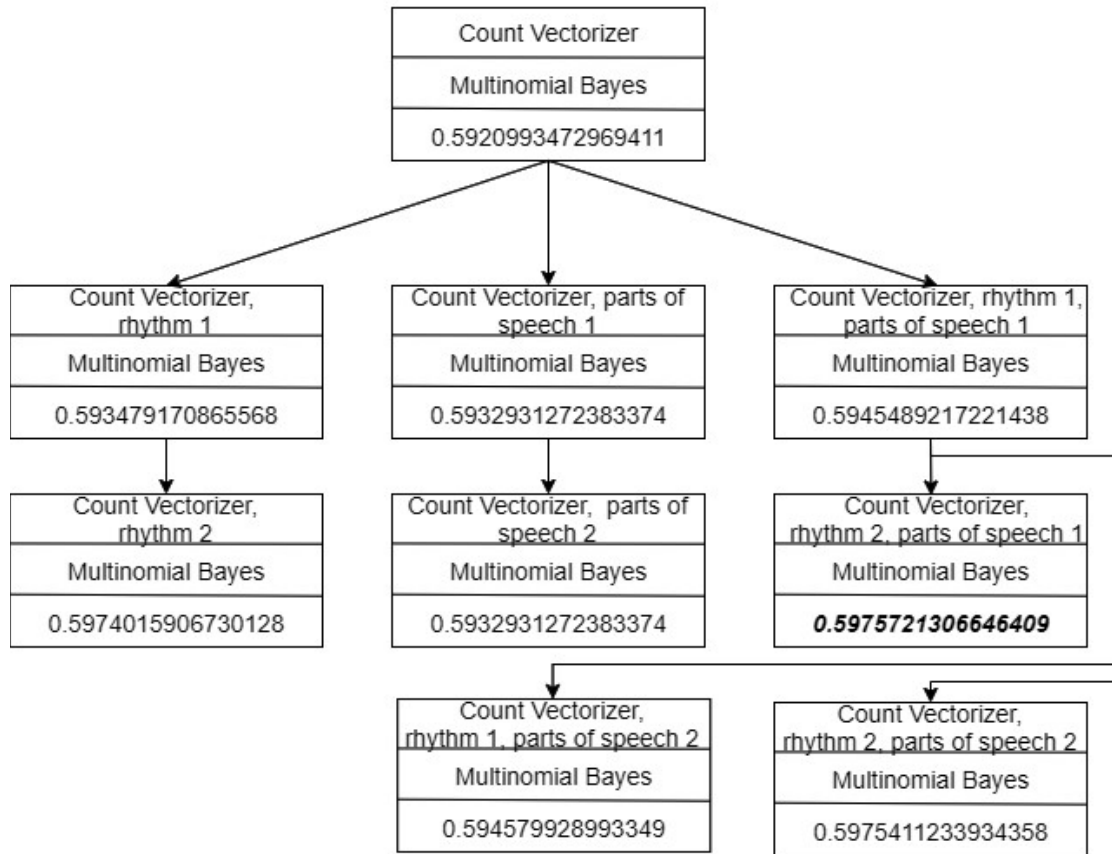 Count Vectorizer
Multinomial Bayes
0.5920993472969411
Count Vectorizer,
rhythm 1
Multinomial Bayes
0.593479170865568
Count Vectorizer, parts of
speech 1
Multinomial Bayes
0.5932931272383374
Count Vectorizer, rhythm 1,
parts of speech 1
Multinomial Bayes
0.5945489217221438
Count Vectorizer,
rhythm 2
Multinomial Bayes
0.5974015906730128
Count Vectorizer, parts of
speech 2
Multinomial Bayes
0.5932931272383374
Count Vectorizer,
rhythm 2, parts of speech 1
Multinomial Bayes
0.5975721306646409
Count Vectorizer,
rhythm 1, parts of speech 2
Multinomial Bayes
0.594579928993349
Count Vectorizer,
rhythm 2, parts of speech 2
Multinomial Bayes
0.5975411233934358